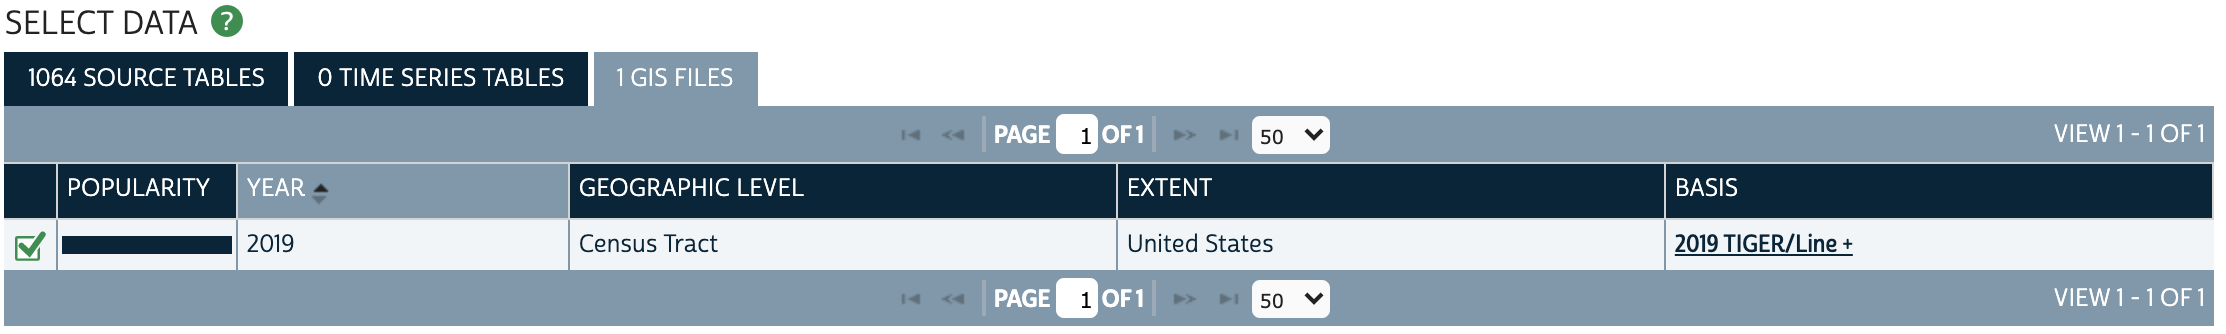 SELECT DATA ?
1064 SOURCE TABLES 0 TIME SERIES TABLES 1 GIS FILES
PAGE 1 OF 1 50 VIEW 1 - 1 OF 1
POPULARITY YEAR GEOGRAPHIC LEVEL EXTENT BASIS
2019 Census Tract United States 2019 TIGER/Line +
PAGE 1 OF 1 50 VIEW 1 - 1 OF 1